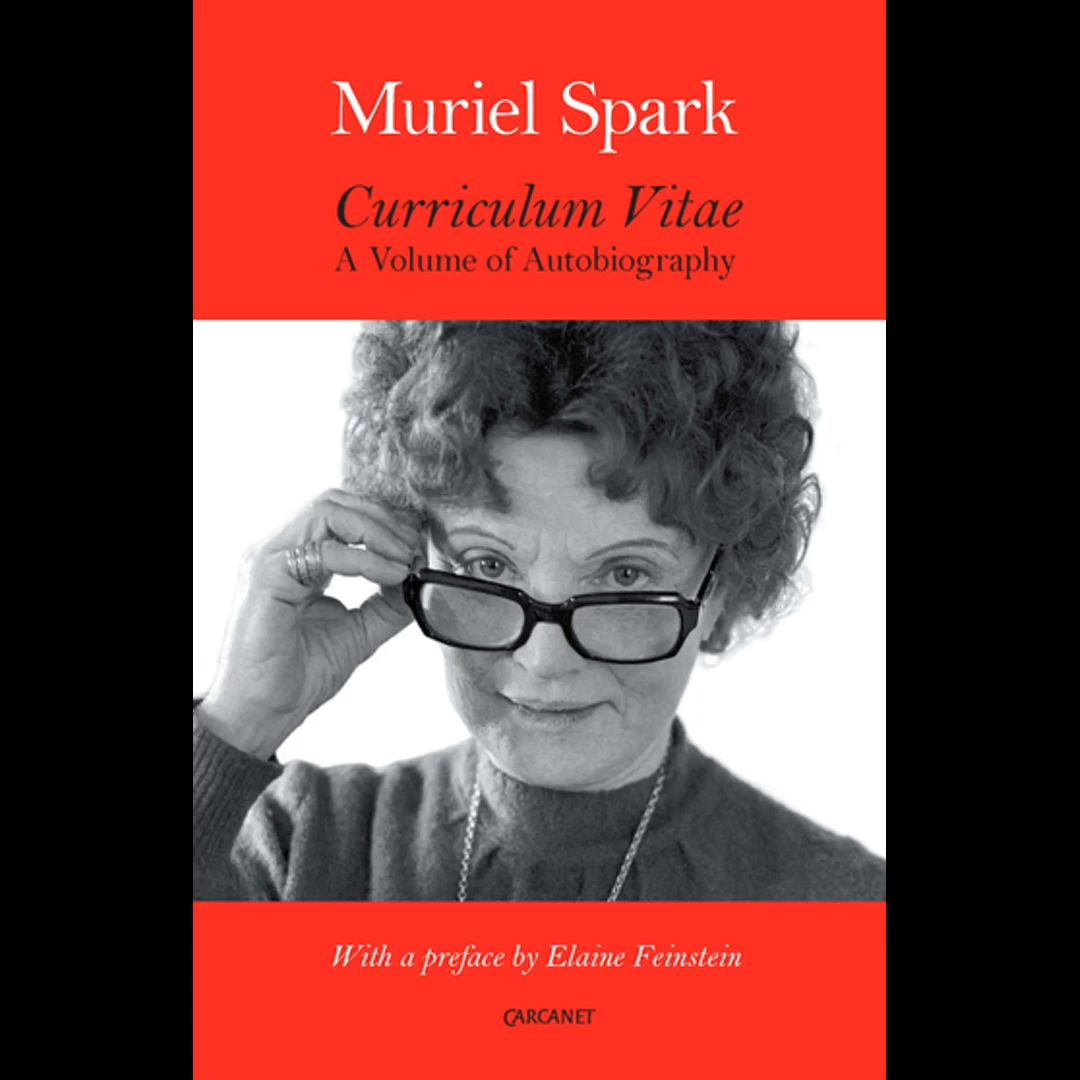 Muriel Spark
Curriculum Vitae
A Volume of Autobiography
With a preface by Elaine Feinstein
CARCANET